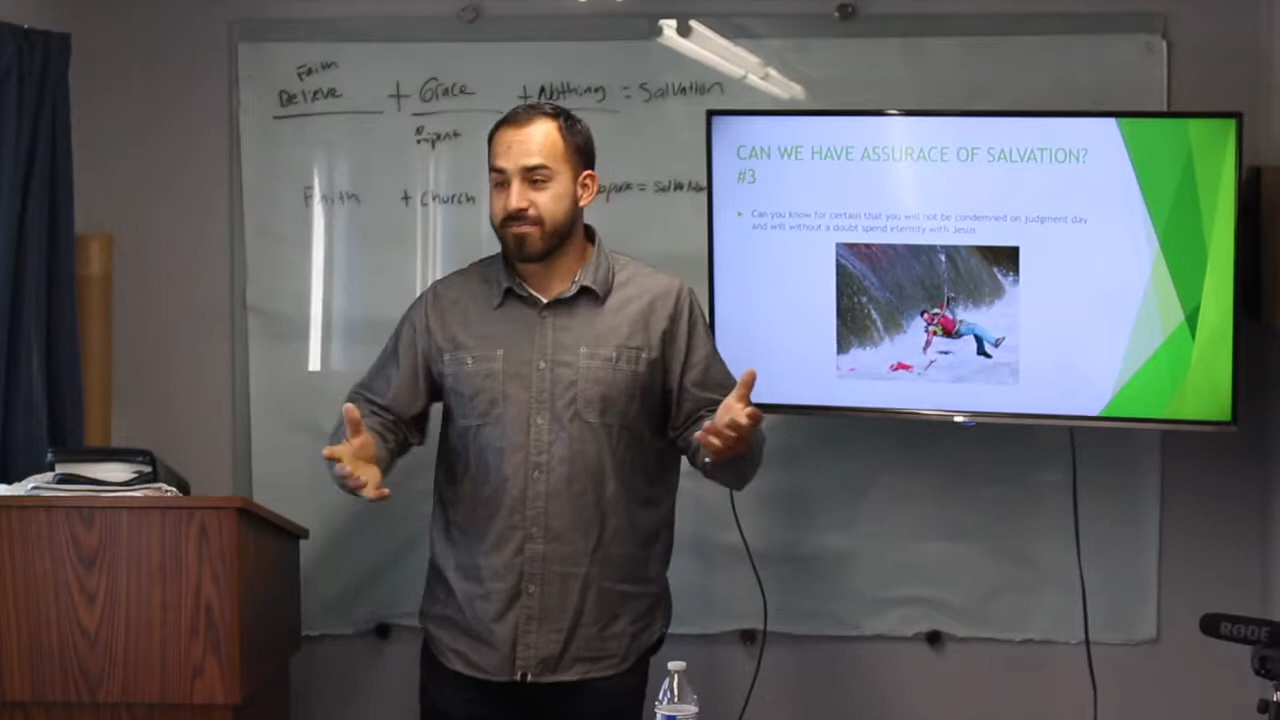 Faith
Believe + Grace + Nothing = Salvation
Repent
Faith + Church = Salvation
CAN WE HAVE ASSURACE OF SALVATION?
#3
Can you know for certain that you will not be condemned on judgment day
and will without a doubt spend eternity with Jesus
RODE